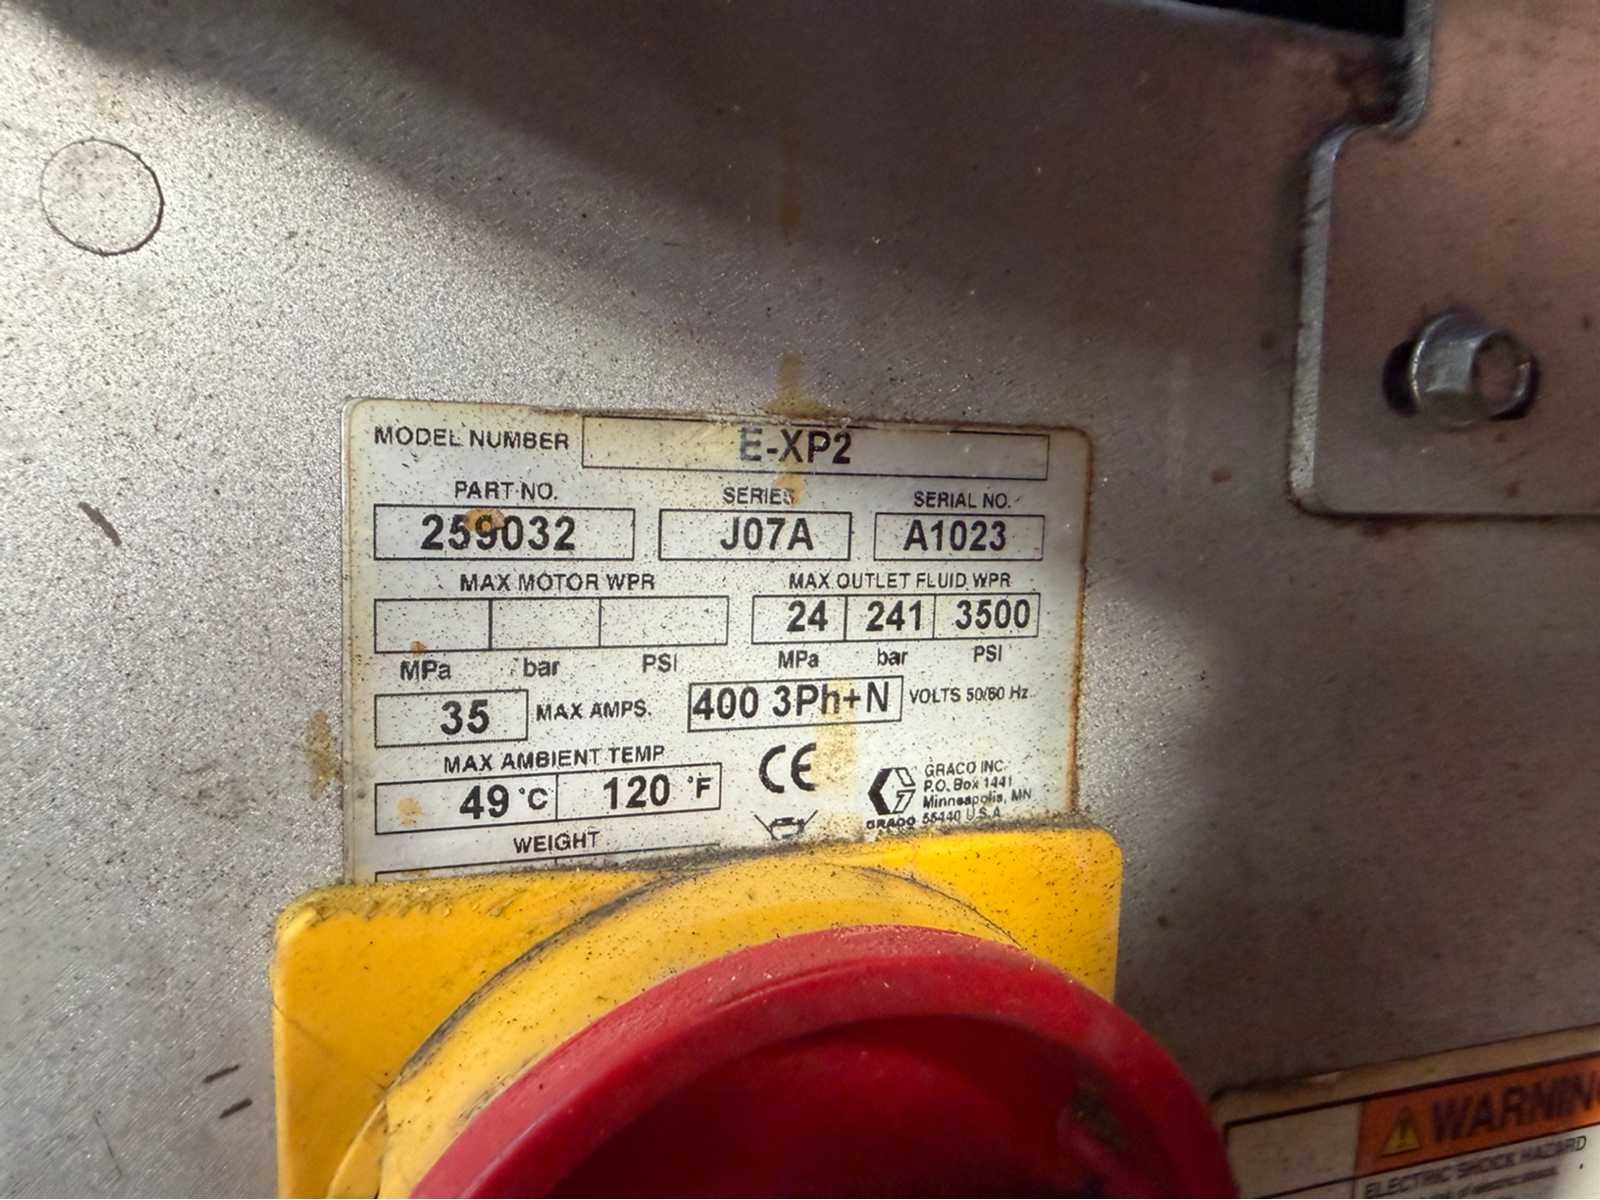 MODEL NUMBER E-XP2
PART NO. SERIES SERIAL NO.
259032 J07A A1023
MAX MOTOR WPR MAX OUTLET FLUID WPR
24 241 3500
MPa bar PSI MPa bar PSI
35 MAX AMPS. 400 3Ph+N VOLTS 50/60 Hz
MAX AMBIENT TEMP
49 °C 120 °F
CE
GRACO
GRACO INC.
P.O. Box 1441
Minneapolis, MN
55440 U.S.A.
WEIGHT
WARNING
ELECTRIC SHOCK HAZARD